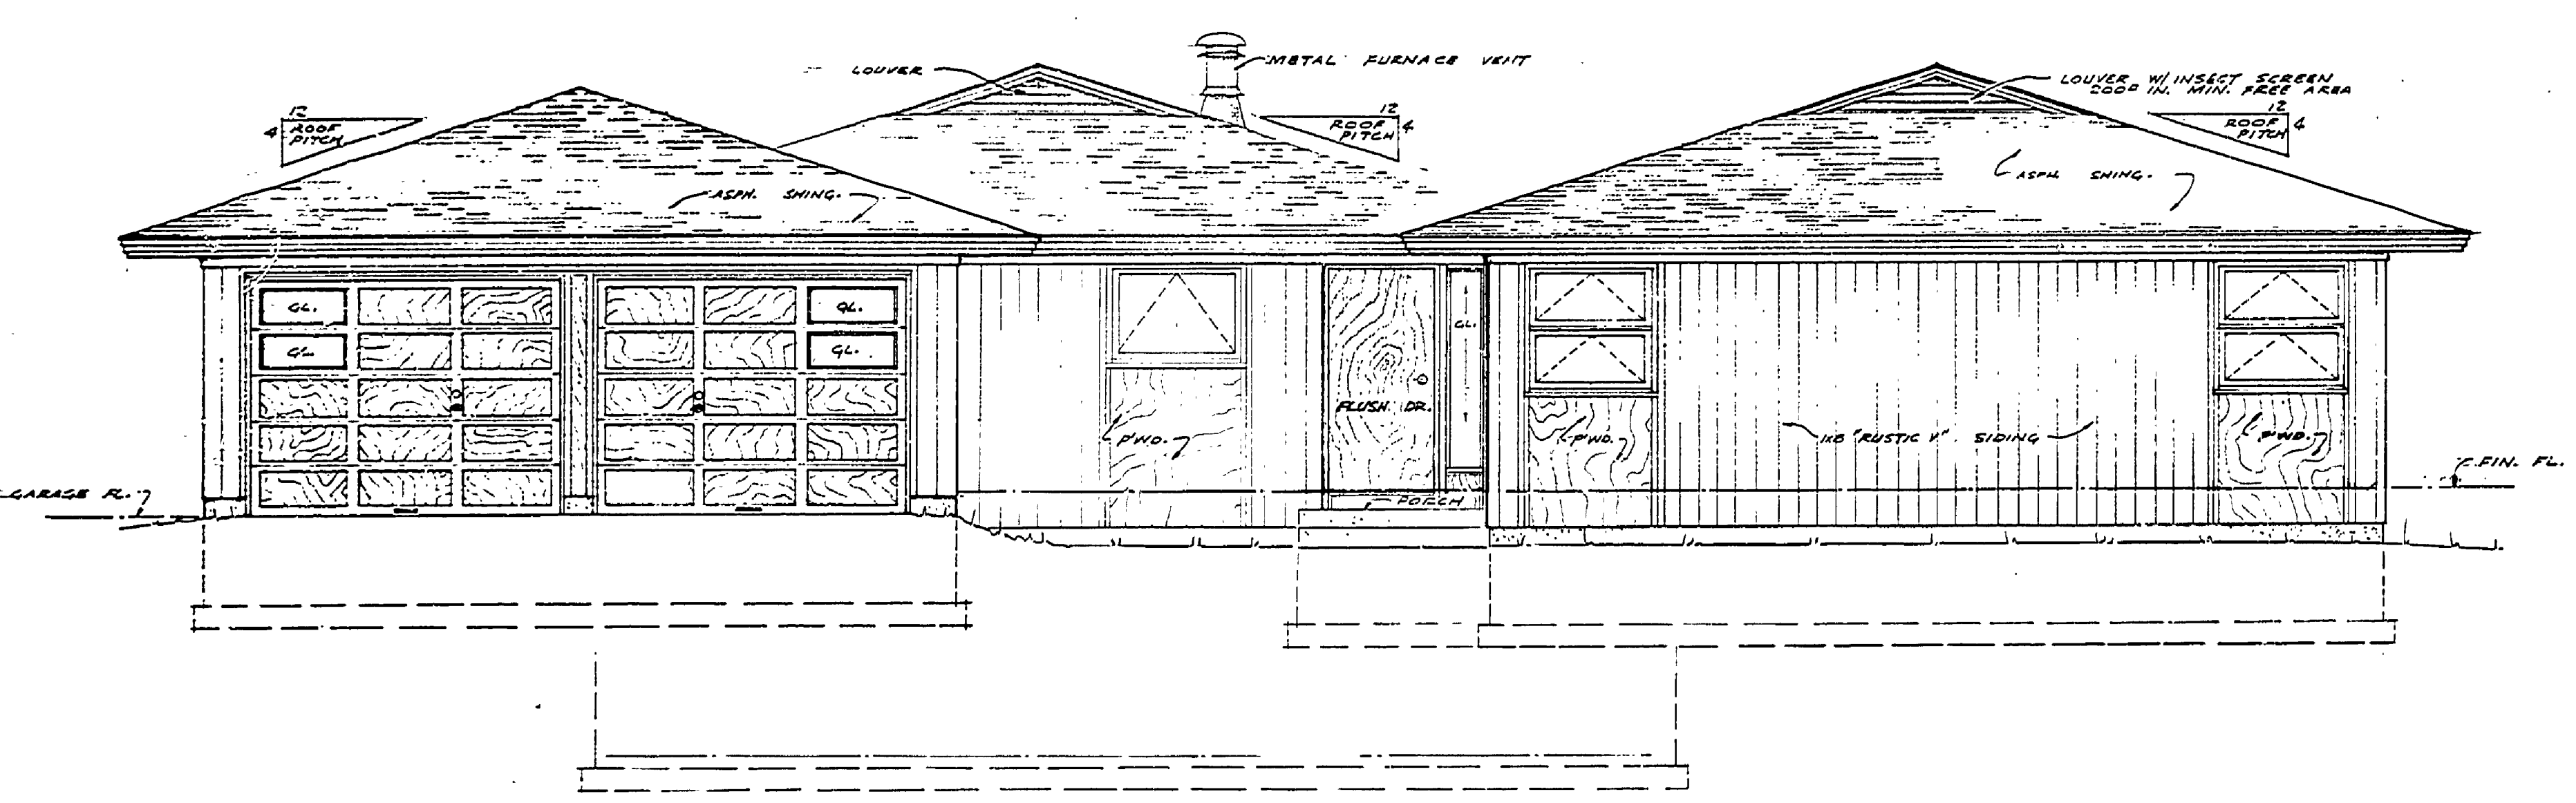 METAL FURNACE VENT
LOUVER
LOUVER W/INSECT SCREEN
200□ IN. MIN. FREE AREA
12
4 ROOF
PITCH
12
ROOF 4
PITCH
12
ROOF 4
PITCH
ASPH. SHING.
ASPH. SHING.
GL.
GL.
GL.
GL.
GL.
FLUSH. DR.
PWD.
PWD.
1X8 "RUSTIC V" SIDING
PWD.
GARAGE FL.
PORCH
FIN. FL.